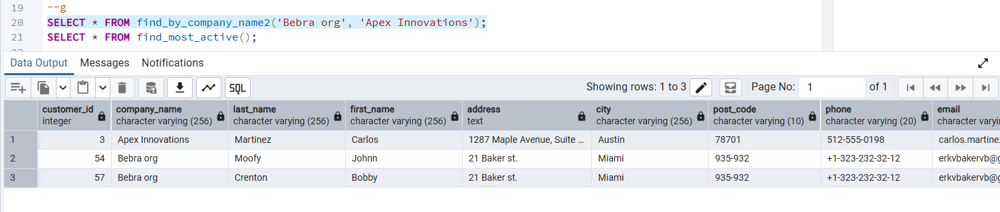 19 --g
20 SELECT * FROM find_by_company_name2('Bebra org', 'Apex Innovations');
21 SELECT * FROM find_most_active();
Data Output Messages Notifications
SQL Showing rows: 1 to 3 Page No: 1 of 1
customer_id company_name last_name first_name address city post_code phone email
integer character varying (256) character varying (256) character varying (256) text character varying (256) character varying (10) character varying (20) character varyin
1 3 Apex Innovations Martinez Carlos 1287 Maple Avenue, Suite ... Austin 78701 512-555-0198 carlos.martinez
2 54 Bebra org Moofy Johnn 21 Baker st. Miami 935-932 +1-323-232-32-12 erkvbakervb@g
3 57 Bebra org Crenton Bobby 21 Baker st. Miami 935-932 +1-323-232-32-12 erkvbakervb@g